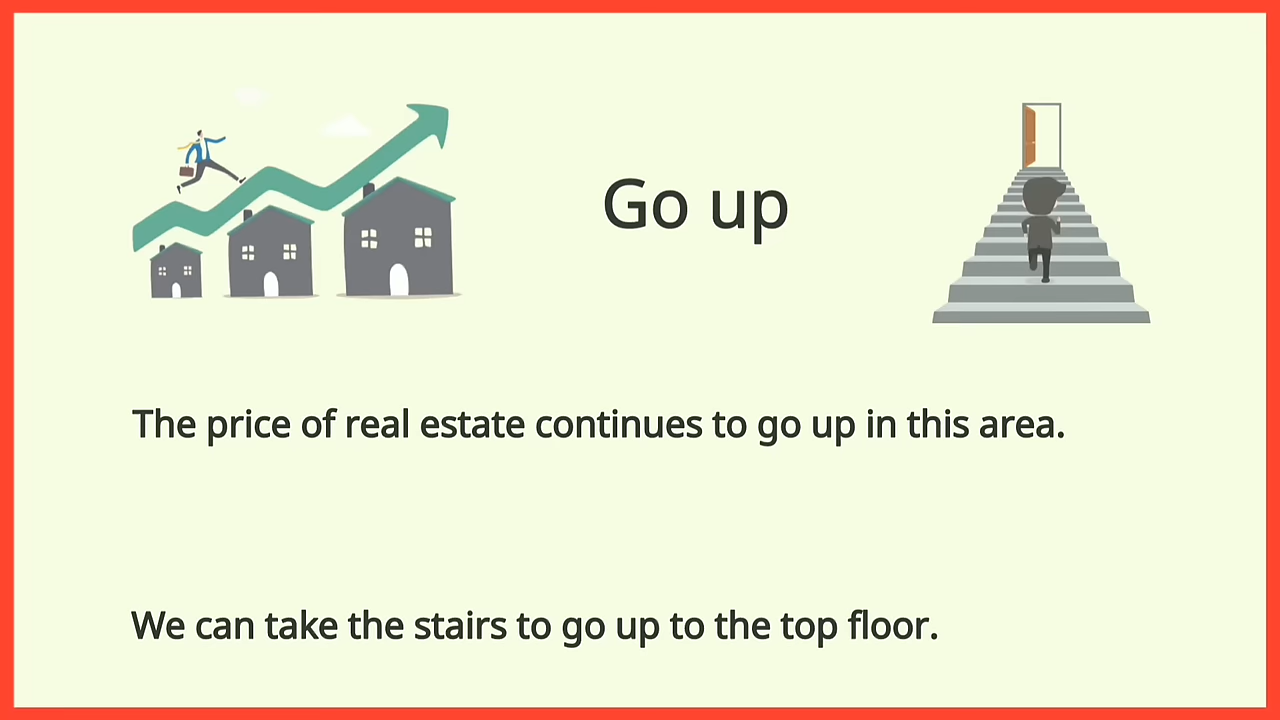 Go up
The price of real estate continues to go up in this area.
We can take the stairs to go up to the top floor.